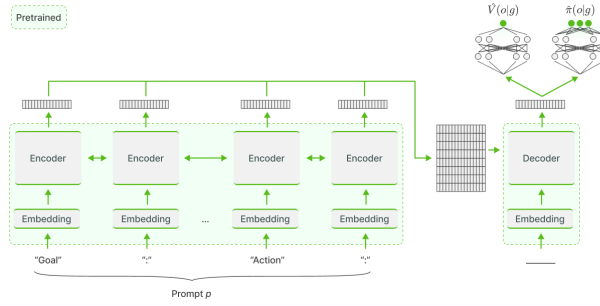 Pretrained
V̂(o|g) π̂(o|g)
Encoder Encoder Encoder Encoder Decoder
Embedding Embedding ... Embedding Embedding Embedding
"Goal" ":" "Action" ":"
Prompt p